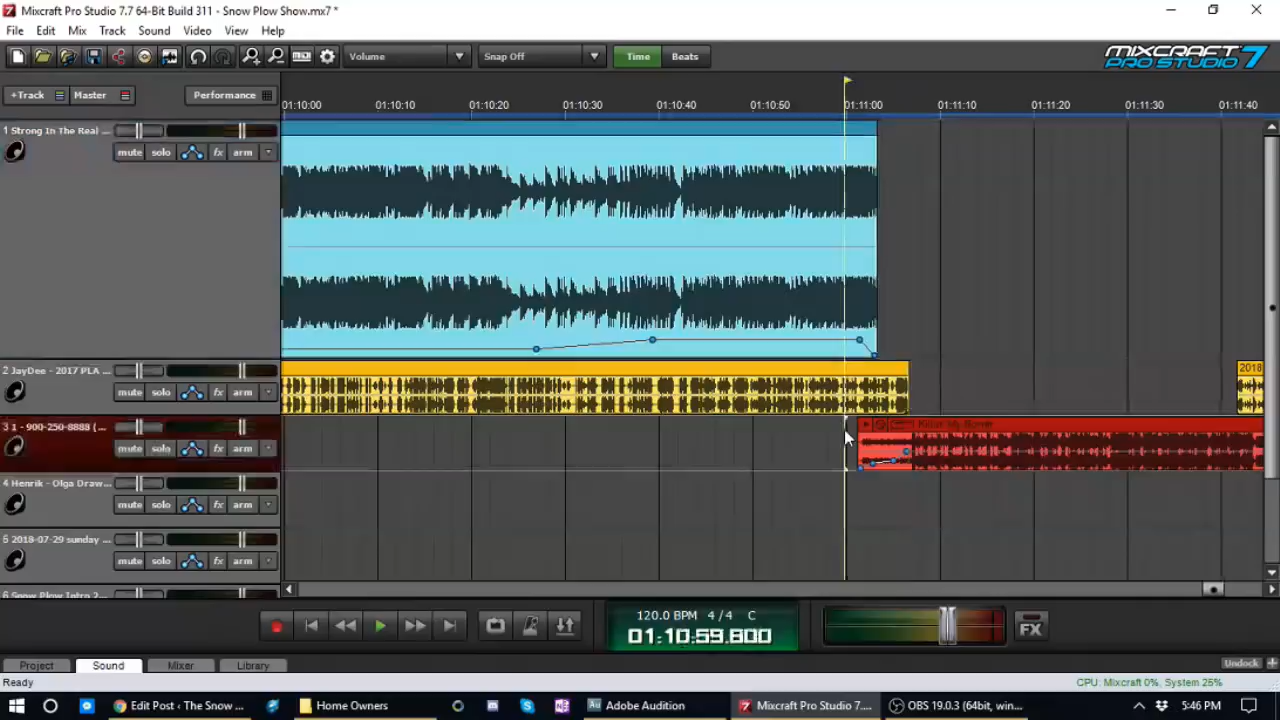 Mixcraft Pro Studio 7.7 64-Bit Build 311 - Snow Plow Show.mx7 *
File Edit Mix Track Sound Video View Help
Volume Snap Off Time Beats MIXCRAFT PRO STUDIO 7
+Track Master Performance 01:10:00 01:10:10 01:10:20 01:10:30 01:10:40 01:10:50 01:11:00 01:11:10 01:11:20 01:11:30 01:11:40
1 Strong In The Real ...
mute solo fx arm
2 JayDee - 2017 PLA ... 2018
mute solo fx arm
3 1 - 900-250-8888 (...
mute solo fx arm
4 Henrik - Olga Draw...
mute solo fx arm
5 2018-07-29 sunday ...
mute solo fx arm
6 Snow Plow Intro 2...
120.0 BPM 4 / 4 C
01:10:59.800 FX
Project Sound Mixer Library Undock
Ready CPU: Mixcraft 0%, System 25%
Edit Post ‹ The Snow ... Home Owners Adobe Audition Mixcraft Pro Studio 7.... OBS 19.0.3 (64bit, win... 5:46 PM